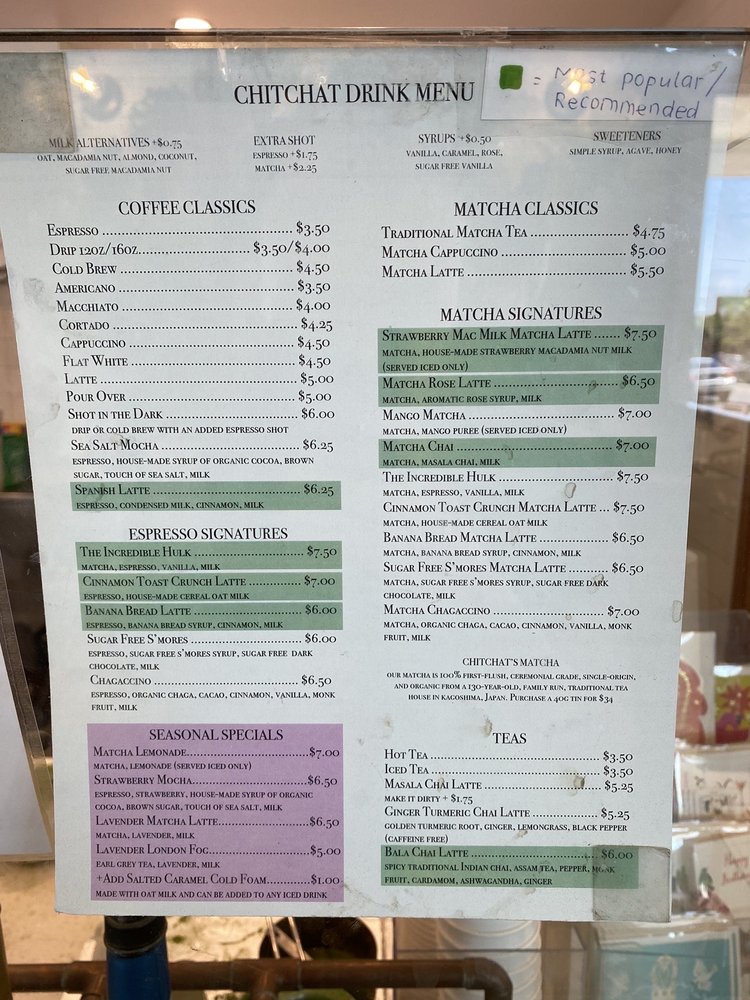 CHITCHAT DRINK MENU
= Most popular/
Recommended
MILK ALTERNATIVES +$0.75
OAT, MACADAMIA NUT, ALMOND, COCONUT,
SUGAR FREE MACADAMIA NUT
EXTRA SHOT
ESPRESSO +$1.75
MATCHA +$2.25
SYRUPS +$0.50
VANILLA, CARAMEL, ROSE,
SUGAR FREE VANILLA
SWEETENERS
SIMPLE SYRUP, AGAVE, HONEY
COFFEE CLASSICS
ESPRESSO ... $3.50
DRIP 12OZ/16OZ... $3.50/$4.00
COLD BREW ... $4.50
AMERICANO ... $3.50
MACCHIATO ... $4.00
CORTADO ... $4.25
CAPPUCCINO ... $4.50
FLAT WHITE ... $4.50
LATTE ... $5.00
POUR OVER ... $5.00
SHOT IN THE DARK ... $6.00
DRIP OR COLD BREW WITH AN ADDED ESPRESSO SHOT
SEA SALT MOCHA ... $6.25
ESPRESSO, HOUSE-MADE SYRUP OF ORGANIC COCOA, BROWN
SUGAR, TOUCH OF SEA SALT, MILK
SPANISH LATTE ... $6.25
ESPRESSO, CONDENSED MILK, CINNAMON, MILK
ESPRESSO SIGNATURES
THE INCREDIBLE HULK ... $7.50
MATCHA, ESPRESSO, VANILLA, MILK
CINNAMON TOAST CRUNCH LATTE ... $7.00
ESPRESSO, HOUSE-MADE CEREAL OAT MILK
BANANA BREAD LATTE ... $6.00
ESPRESSO, BANANA BREAD SYRUP, CINNAMON, MILK
SUGAR FREE S'MORES ... $6.00
ESPRESSO, SUGAR FREE S'MORES SYRUP, SUGAR FREE DARK
CHOCOLATE, MILK
CHAGACCINO ... $6.50
ESPRESSO, ORGANIC CHAGA, CACAO, CINNAMON, VANILLA, MONK
FRUIT, MILK
SEASONAL SPECIALS
MATCHA LEMONADE...$7.00
MATCHA, LEMONADE (SERVED ICED ONLY)
STRAWBERRY MOCHA...$6.50
ESPRESSO, STRAWBERRY, HOUSE-MADE SYRUP OF ORGANIC
COCOA, BROWN SUGAR, TOUCH OF SEA SALT, MILK
LAVENDER MATCHA LATTE...$6.50
MATCHA, LAVENDER, MILK
LAVENDER LONDON FOG...$5.00
EARL GREY TEA, LAVENDER, MILK
+ADD SALTED CARAMEL COLD FOAM...$1.00
MADE WITH OAT MILK AND CAN BE ADDED TO ANY ICED DRINK
MATCHA CLASSICS
TRADITIONAL MATCHA TEA ... $4.75
MATCHA CAPPUCCINO ... $5.00
MATCHA LATTE ... $5.50
MATCHA SIGNATURES
STRAWBERRY MAC MILK MATCHA LATTE ... $7.50
MATCHA, HOUSE-MADE STRAWBERRY MACADAMIA NUT MILK
(SERVED ICED ONLY)
MATCHA ROSE LATTE ... $6.50
MATCHA, AROMATIC ROSE SYRUP, MILK
MANGO MATCHA ... $7.00
MATCHA, MANGO PUREE (SERVED ICED ONLY)
MATCHA CHAI ... $7.00
MATCHA, MASALA CHAI, MILK
THE INCREDIBLE HULK ... $7.50
MATCHA, ESPRESSO, VANILLA, MILK
CINNAMON TOAST CRUNCH MATCHA LATTE ... $7.50
MATCHA, HOUSE-MADE CEREAL OAT MILK
BANANA BREAD MATCHA LATTE ... $6.50
MATCHA, BANANA BREAD SYRUP, CINNAMON, MILK
SUGAR FREE S'MORES MATCHA LATTE ... $6.50
MATCHA, SUGAR FREE S'MORES SYRUP, SUGAR FREE DARK
CHOCOLATE, MILK
MATCHA CHAGACCINO ... $7.00
MATCHA, ORGANIC CHAGA, CACAO, CINNAMON, VANILLA, MONK
FRUIT, MILK
CHITCHAT'S MATCHA
OUR MATCHA IS 100% FIRST-FLUSH, CEREMONIAL GRADE, SINGLE-ORIGIN,
AND ORGANIC FROM A 130-YEAR-OLD, FAMILY RUN, TRADITIONAL TEA
HOUSE IN KAGOSHIMA, JAPAN. PURCHASE A 40G TIN FOR $34
TEAS
HOT TEA ... $3.50
ICED TEA ... $3.50
MASALA CHAI LATTE ... $5.25
MAKE IT DIRTY + $1.75
GINGER TURMERIC CHAI LATTE ... $5.25
GOLDEN TURMERIC ROOT, GINGER, LEMONGRASS, BLACK PEPPER
(CAFFEINE FREE)
BALA CHAI LATTE ... $6.00
SPICY TRADITIONAL INDIAN CHAI, ASSAM TEA, PEPPER, MONK
FRUIT, CARDAMOM, ASHWAGANDHA, GINGER